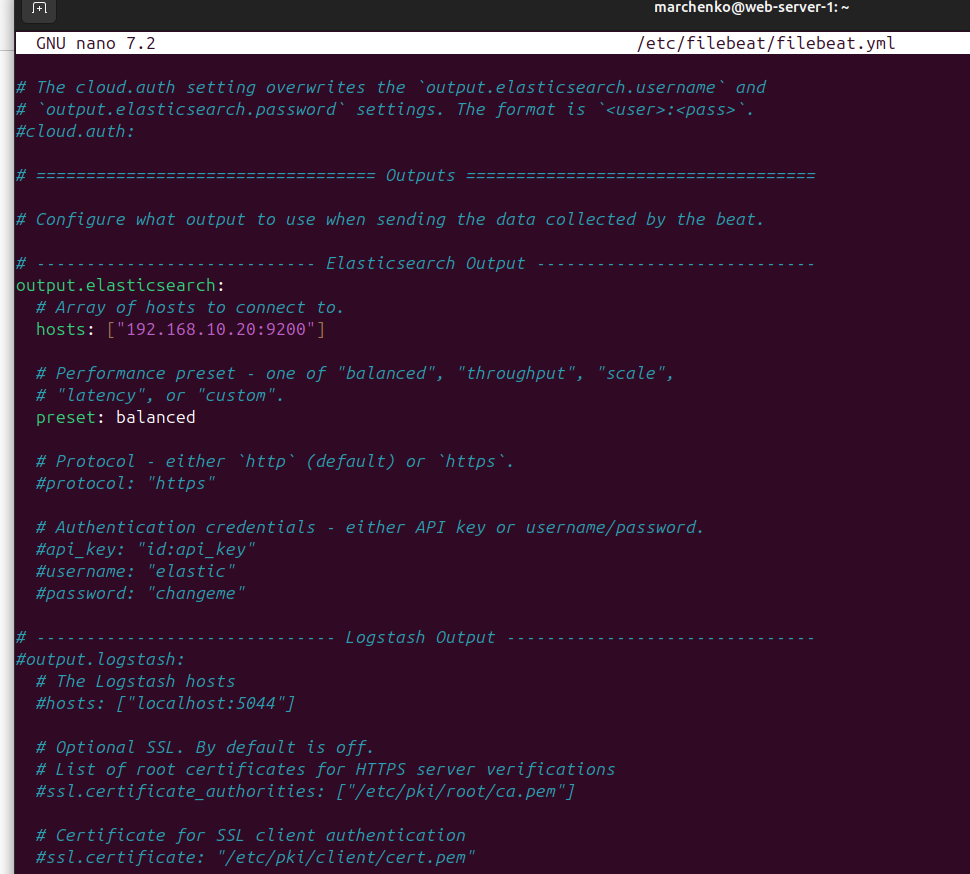 marchenko@web-server-1: ~
GNU nano 7.2 /etc/filebeat/filebeat.yml
# The cloud.auth setting overwrites the `output.elasticsearch.username` and
# `output.elasticsearch.password` settings. The format is `<user>:<pass>`.
#cloud.auth:
# ================================== Outputs ===================================
# Configure what output to use when sending the data collected by the beat.
# ---------------------------- Elasticsearch Output ----------------------------
output.elasticsearch:
# Array of hosts to connect to.
hosts: ["192.168.10.20:9200"]
# Performance preset - one of "balanced", "throughput", "scale",
# "latency", or "custom".
preset: balanced
# Protocol - either `http` (default) or `https`.
#protocol: "https"
# Authentication credentials - either API key or username/password.
#api_key: "id:api_key"
#username: "elastic"
#password: "changeme"
# ------------------------------ Logstash Output -------------------------------
#output.logstash:
# The Logstash hosts
#hosts: ["localhost:5044"]
# Optional SSL. By default is off.
# List of root certificates for HTTPS server verifications
#ssl.certificate_authorities: ["/etc/pki/root/ca.pem"]
# Certificate for SSL client authentication
#ssl.certificate: "/etc/pki/client/cert.pem"